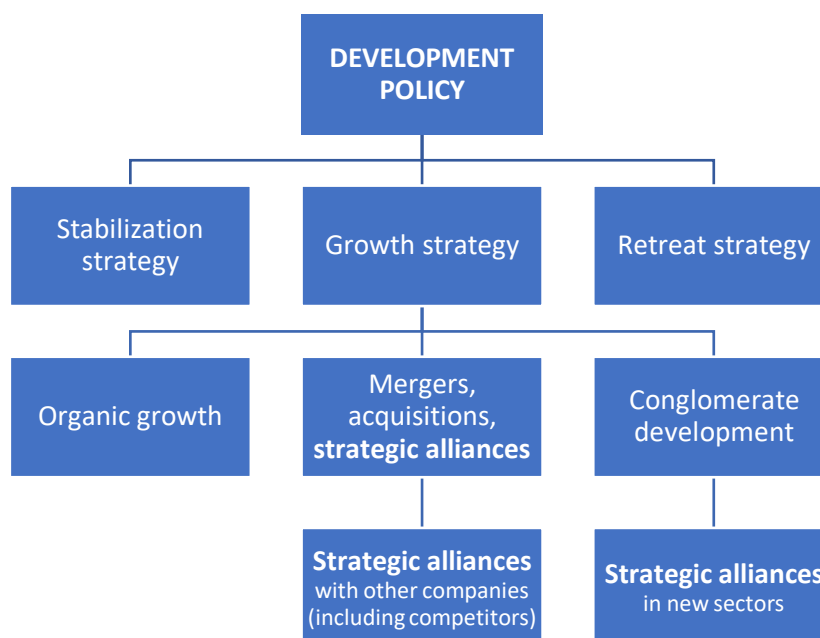 DEVELOPMENT
POLICY
Stabilization
strategy
Growth strategy
Retreat strategy
Organic growth
Mergers,
acquisitions,
strategic alliances
Conglomerate
development
Strategic alliances
with other companies
(including competitors)
Strategic alliances
in new sectors